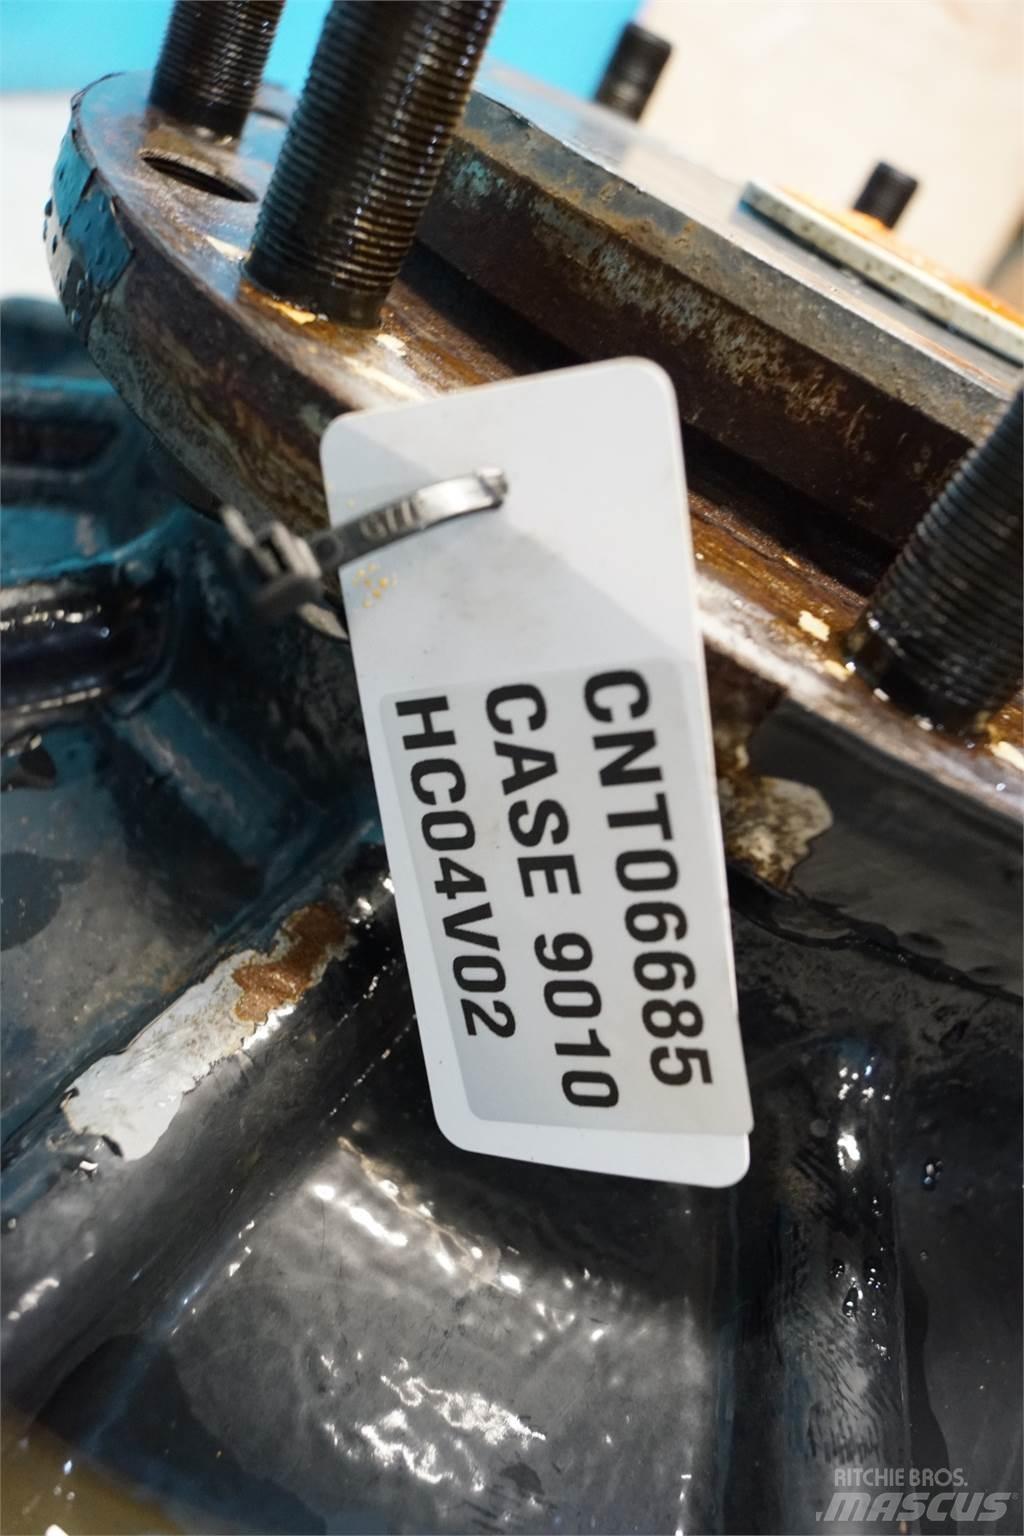 CNT06685
CASE 9010
HC04V02
RITCHIE BROS.
MASCUS